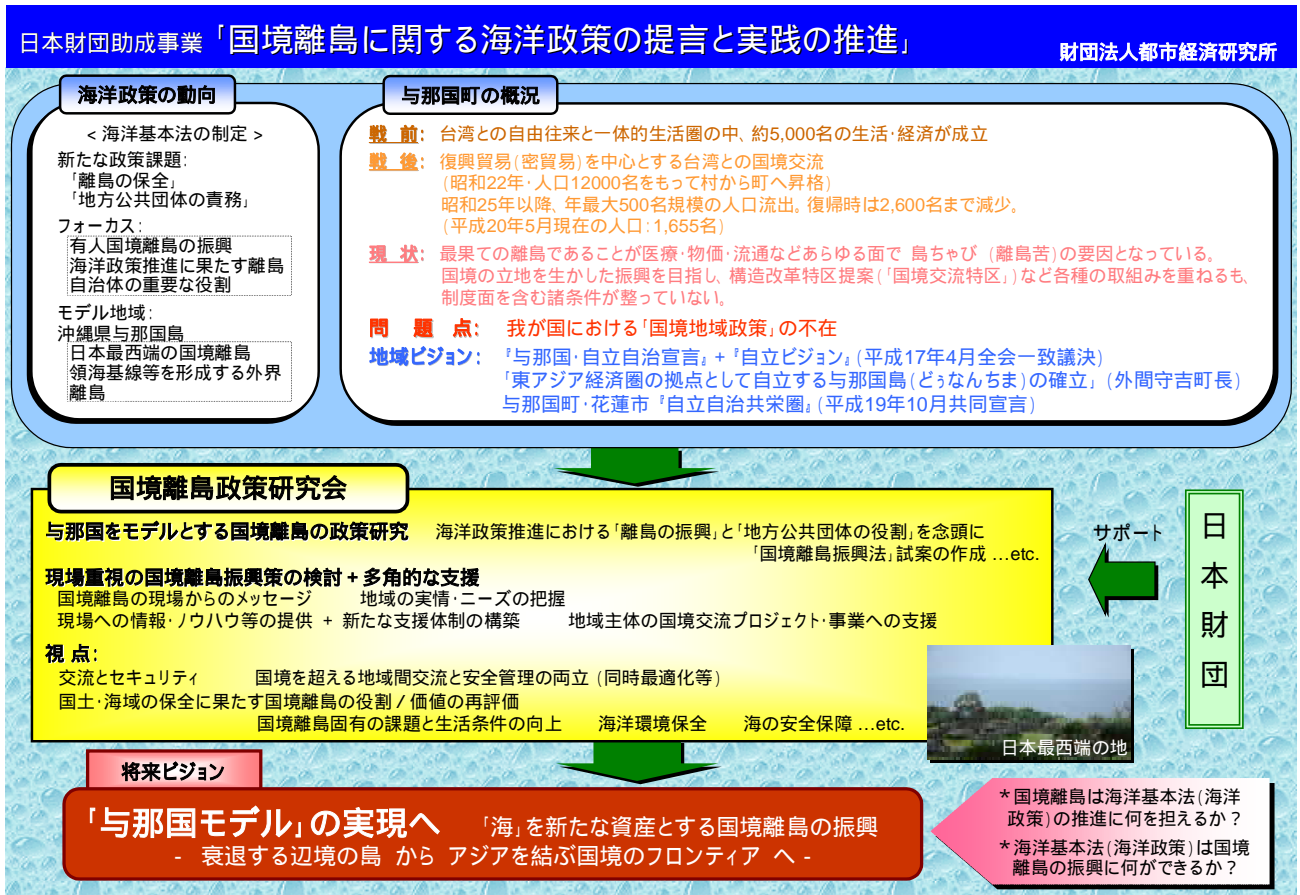 日本財団助成事業「国境離島に関する海洋政策の提言と実践の推進」
財団法人都市経済研究所
海洋政策の動向
< 海洋基本法の制定 >
新たな政策課題:
「離島の保全」
「地方公共団体の責務」
フォーカス:
有人国境離島の振興
海洋政策推進に果たす離島
自治体の重要な役割
モデル地域:
沖縄県与那国島
日本最西端の国境離島
領海基線等を形成する外界
離島
与那国町の概況
戦 前: 台湾との自由往来と一体的生活圏の中、約5,000名の生活・経済が成立
戦 後: 復興貿易(密貿易)を中心とする台湾との国境交流
(昭和22年・人口12000名をもって村から町へ昇格)
昭和25年以降、年最大500名規模の人口流出。復帰時は2,600名まで減少。
(平成20年5月現在の人口:1,655名)
現 状: 最果ての離島であることが医療・物価・流通などあらゆる面で 島ちゃび (離島苦)の要因となっている。
国境の立地を生かした振興を目指し、構造改革特区提案(「国境交流特区」)など各種の取組みを重ねるも、
制度面を含む諸条件が整っていない。
問 題 点: 我が国における「国境地域政策」の不在
地域ビジョン: 『与那国・自立自治宣言』+『自立ビジョン』(平成17年4月全会一致議決)
「東アジア経済圏の拠点として自立する与那国島(どぅなんちま)の確立」 (外間守吉町長)
与那国町・花蓮市『自立自治共栄圏』(平成19年10月共同宣言)
国境離島政策研究会
与那国をモデルとする国境離島の政策研究 海洋政策推進における「離島の振興」と「地方公共団体の役割」を念頭に
「国境離島振興法」試案の作成 …etc.
現場重視の国境離島振興策の検討 + 多角的な支援
国境離島の現場からのメッセージ 地域の実情・ニーズの把握
現場への情報・ノウハウ等の提供 + 新たな支援体制の構築 地域主体の国境交流プロジェクト・事業への支援
視 点:
交流とセキュリティ 国境を超える地域間交流と安全管理の両立 (同時最適化等)
国土・海域の保全に果たす国境離島の役割 / 価値の再評価
国境離島固有の課題と生活条件の向上 海洋環境保全 海の安全保障 …etc.
サポート
日本財団
日本最西端の地
将来ビジョン
「与那国モデル」の実現へ 「海」を新たな資産とする国境離島の振興
- 衰退する辺境の島 から アジアを結ぶ国境のフロンティア へ -
*国境離島は海洋基本法(海洋
政策)の推進に何を担えるか?
*海洋基本法(海洋政策)は国境
離島の振興に何ができるか?